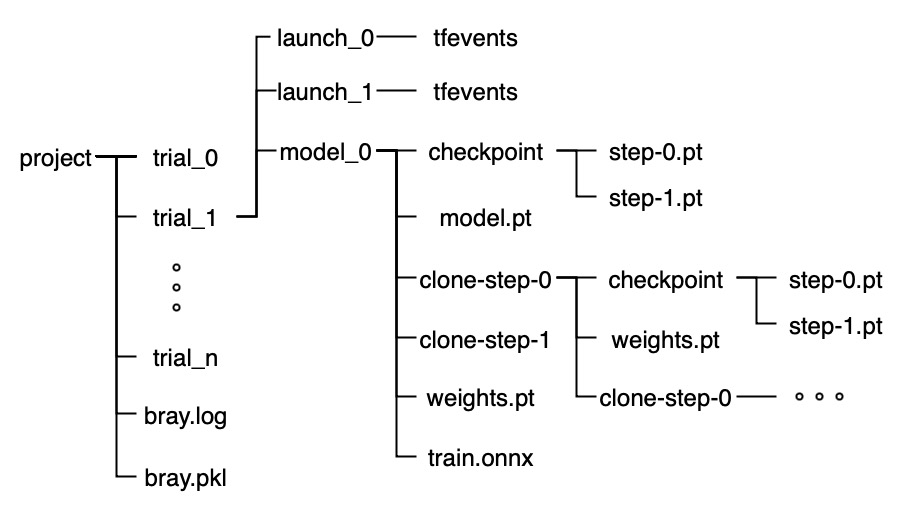 launch_0 tfevents
launch_1 tfevents
project trial_0 model_0 checkpoint step-0.pt
step-1.pt
trial_1 model.pt
clone-step-0 checkpoint step-0.pt
step-1.pt
clone-step-1 weights.pt
trial_n
weights.pt clone-step-0
bray.log
train.onnx
bray.pkl